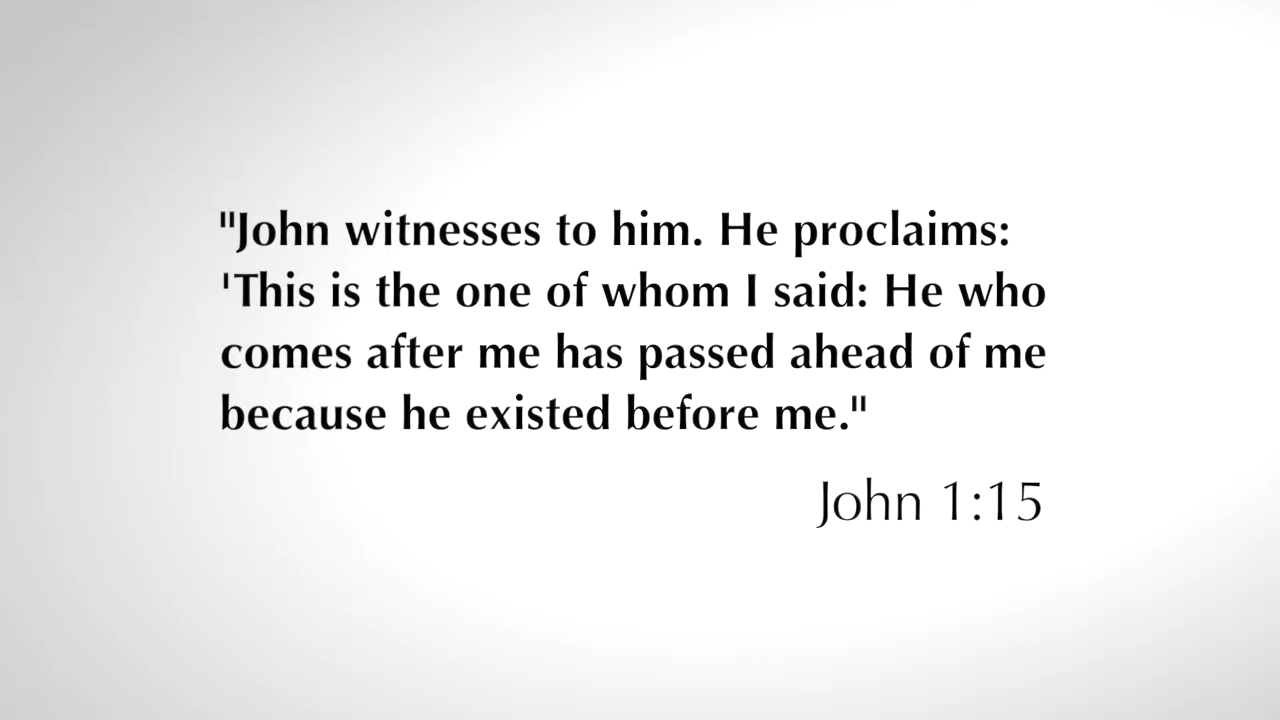 "John witnesses to him. He proclaims:
'This is the one of whom I said: He who
comes after me has passed ahead of me
because he existed before me."
John 1:15